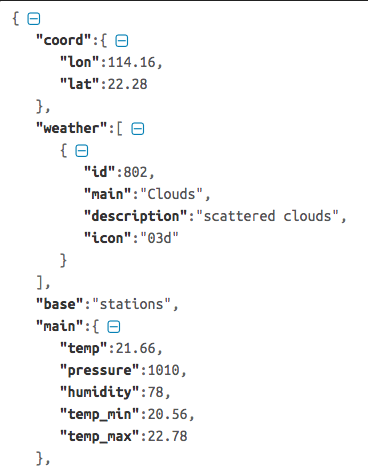 {
"coord":{
"lon":114.16,
"lat":22.28
},
"weather":[
{
"id":802,
"main":"Clouds",
"description":"scattered clouds",
"icon":"03d"
}
],
"base":"stations",
"main":{
"temp":21.66,
"pressure":1010,
"humidity":78,
"temp_min":20.56,
"temp_max":22.78
},